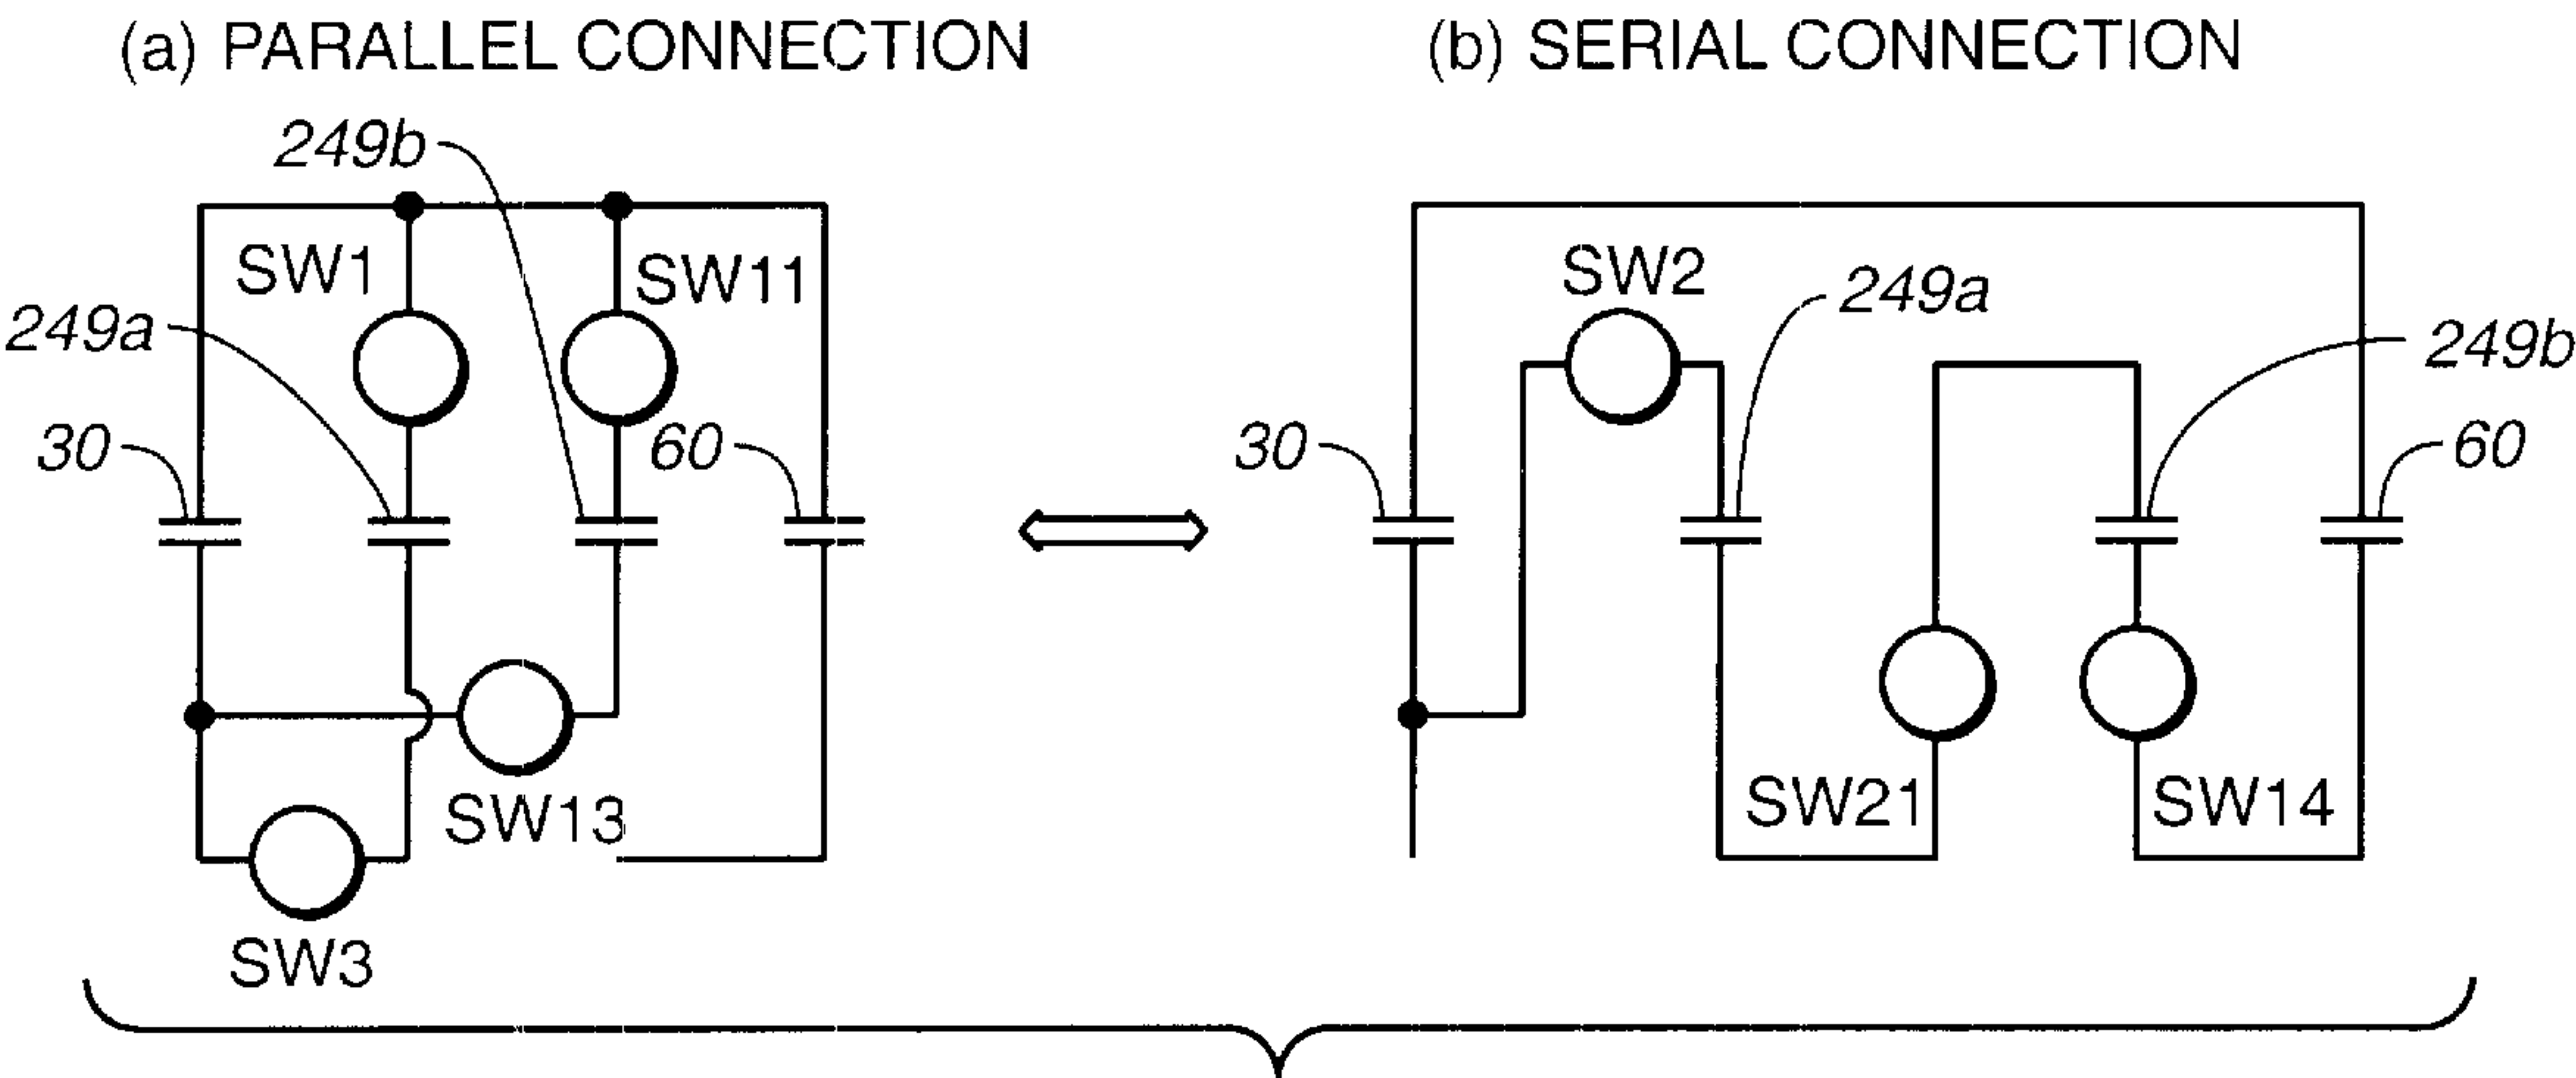 (a) PARALLEL CONNECTION
249b
SW1
SW11
249a
30
60
SW13
SW3
(b) SERIAL CONNECTION
SW2
249a
249b
30
60
SW21
SW14